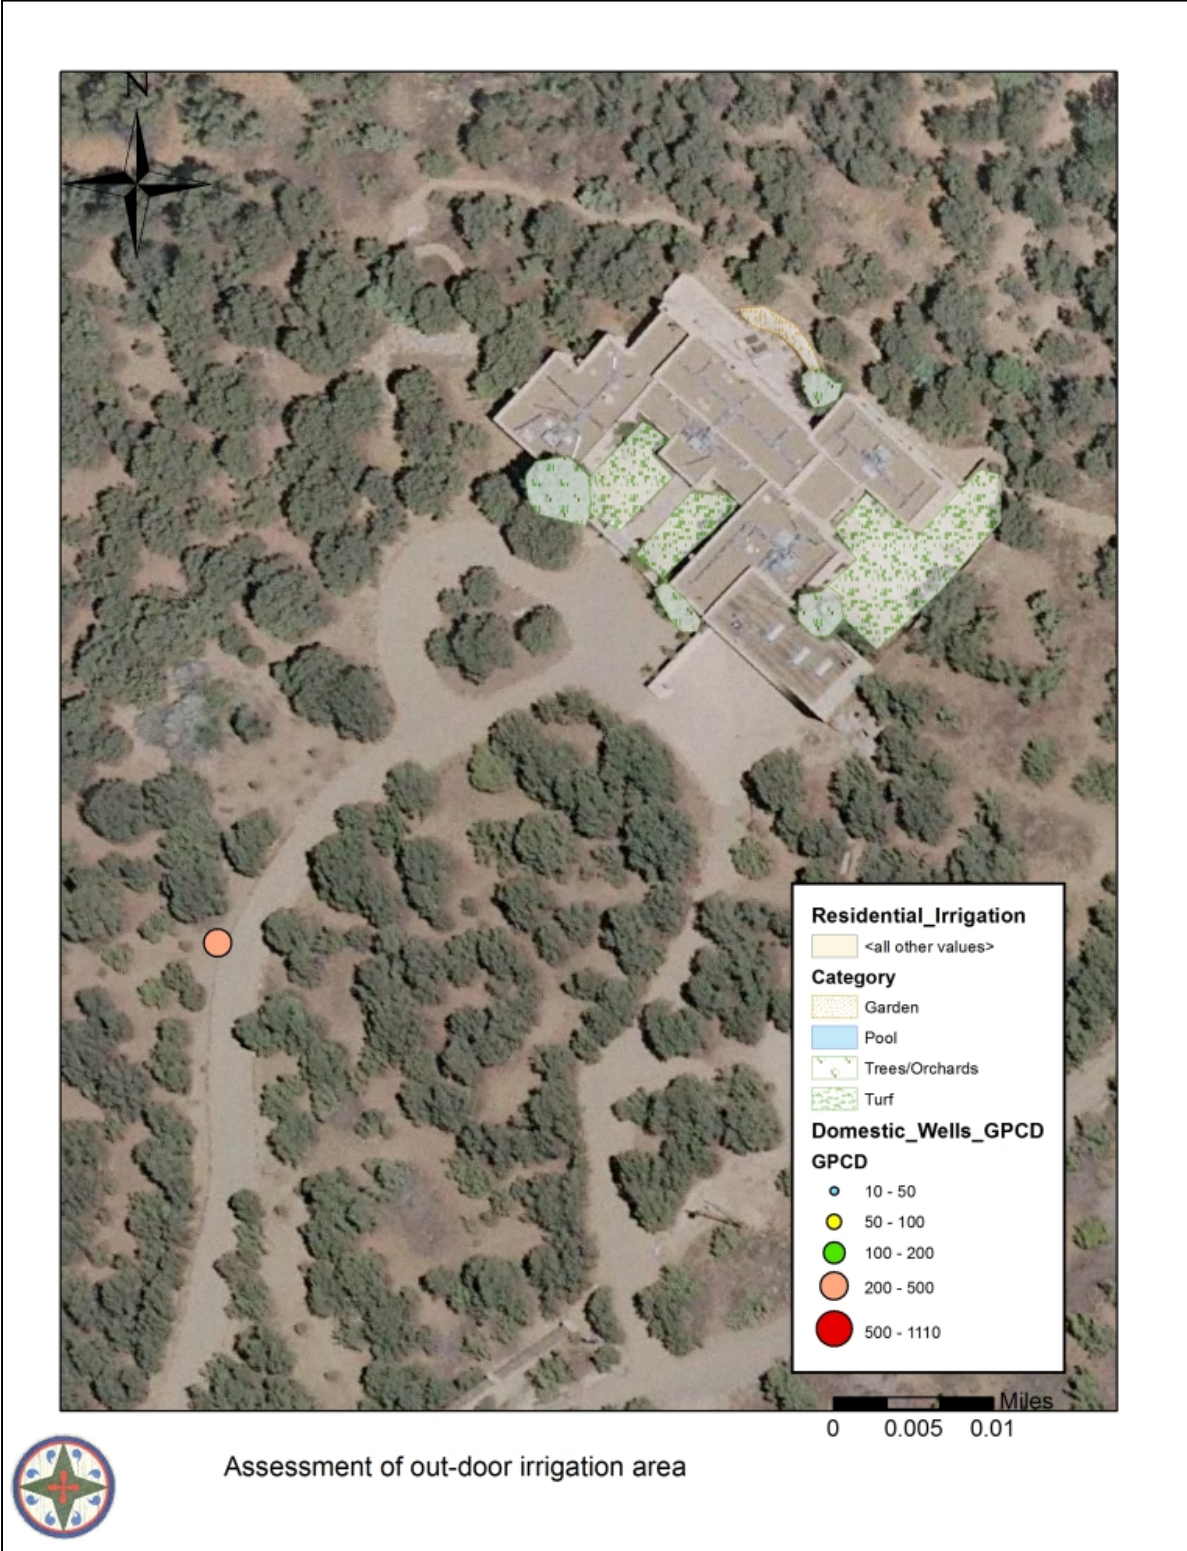 N
Residential_Irrigation
<all other values>
Category
Garden
Pool
Trees/Orchards
Turf
Domestic_Wells_GPCD
GPCD
10 - 50
50 - 100
100 - 200
200 - 500
500 - 1110
Miles
0 0.005 0.01
Assessment of out-door irrigation area